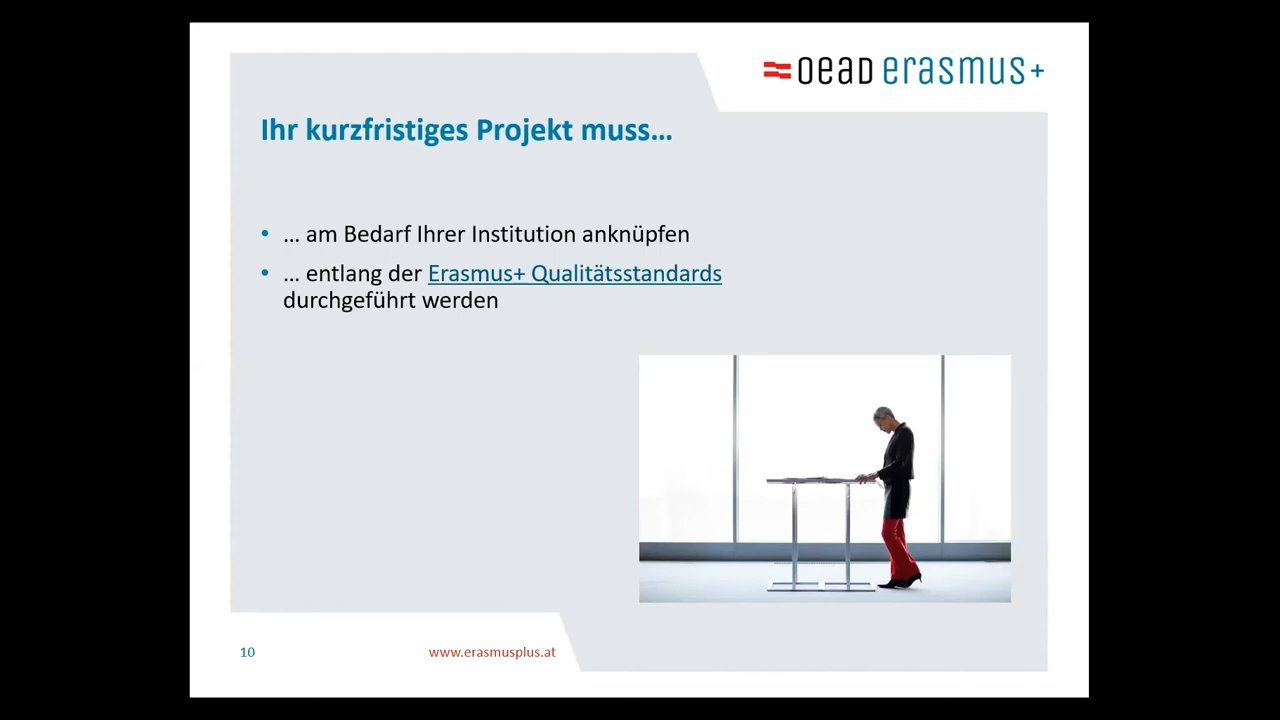 oead erasmus+
Ihr kurzfristiges Projekt muss…
• … am Bedarf Ihrer Institution anknüpfen
• … entlang der Erasmus+ Qualitätsstandards
durchgeführt werden
10
www.erasmusplus.at